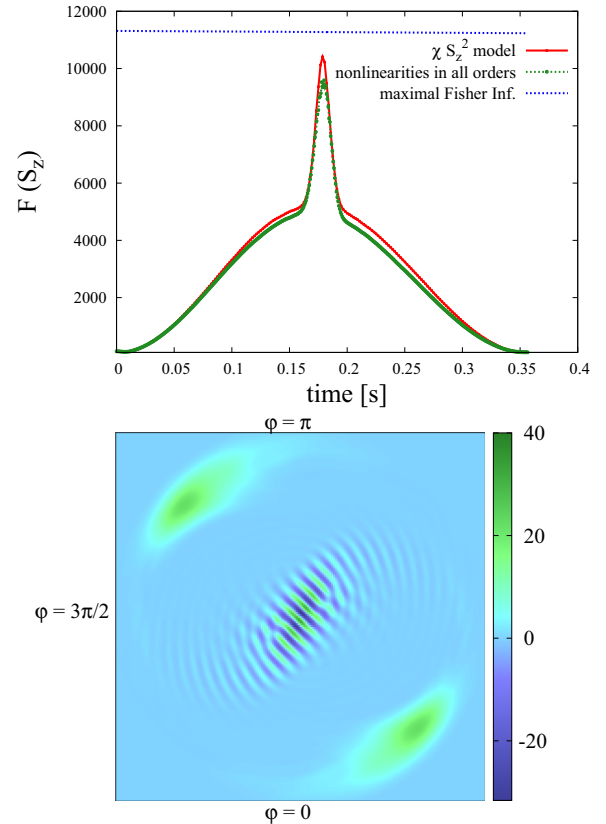 12000
10000
8000
6000
4000
2000
F (S_z)
χ S_z^2 model
nonlinearities in all orders
maximal Fisher Inf.
0 0.05 0.1 0.15 0.2 0.25 0.3 0.35 0.4
time [s]
φ = π
φ = 3π/2
φ = 0
40
20
0
-20